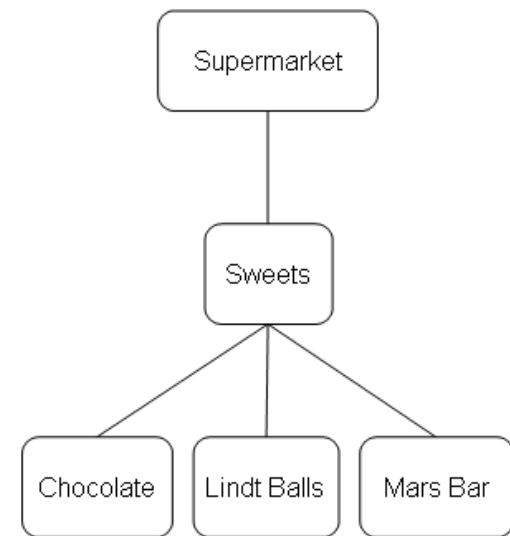 Supermarket
Sweets
Chocolate
Lindt Balls
Mars Bar